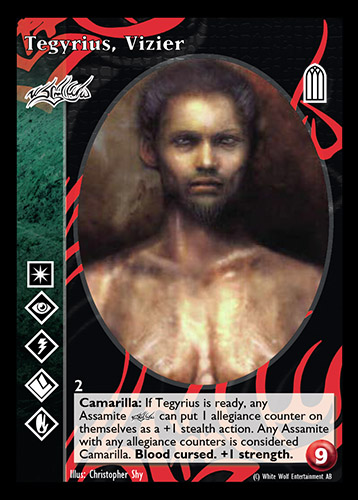 Tegyrius, Vizier
2
Camarilla: If Tegyrius is ready, any
Assamite can put 1 allegiance counter on
themselves as a +1 stealth action. Any Assamite
with any allegiance counters is considered
Camarilla. Blood cursed. +1 strength.
9
Illus: Christopher Shy
(C) White Wolf Entertainment AB